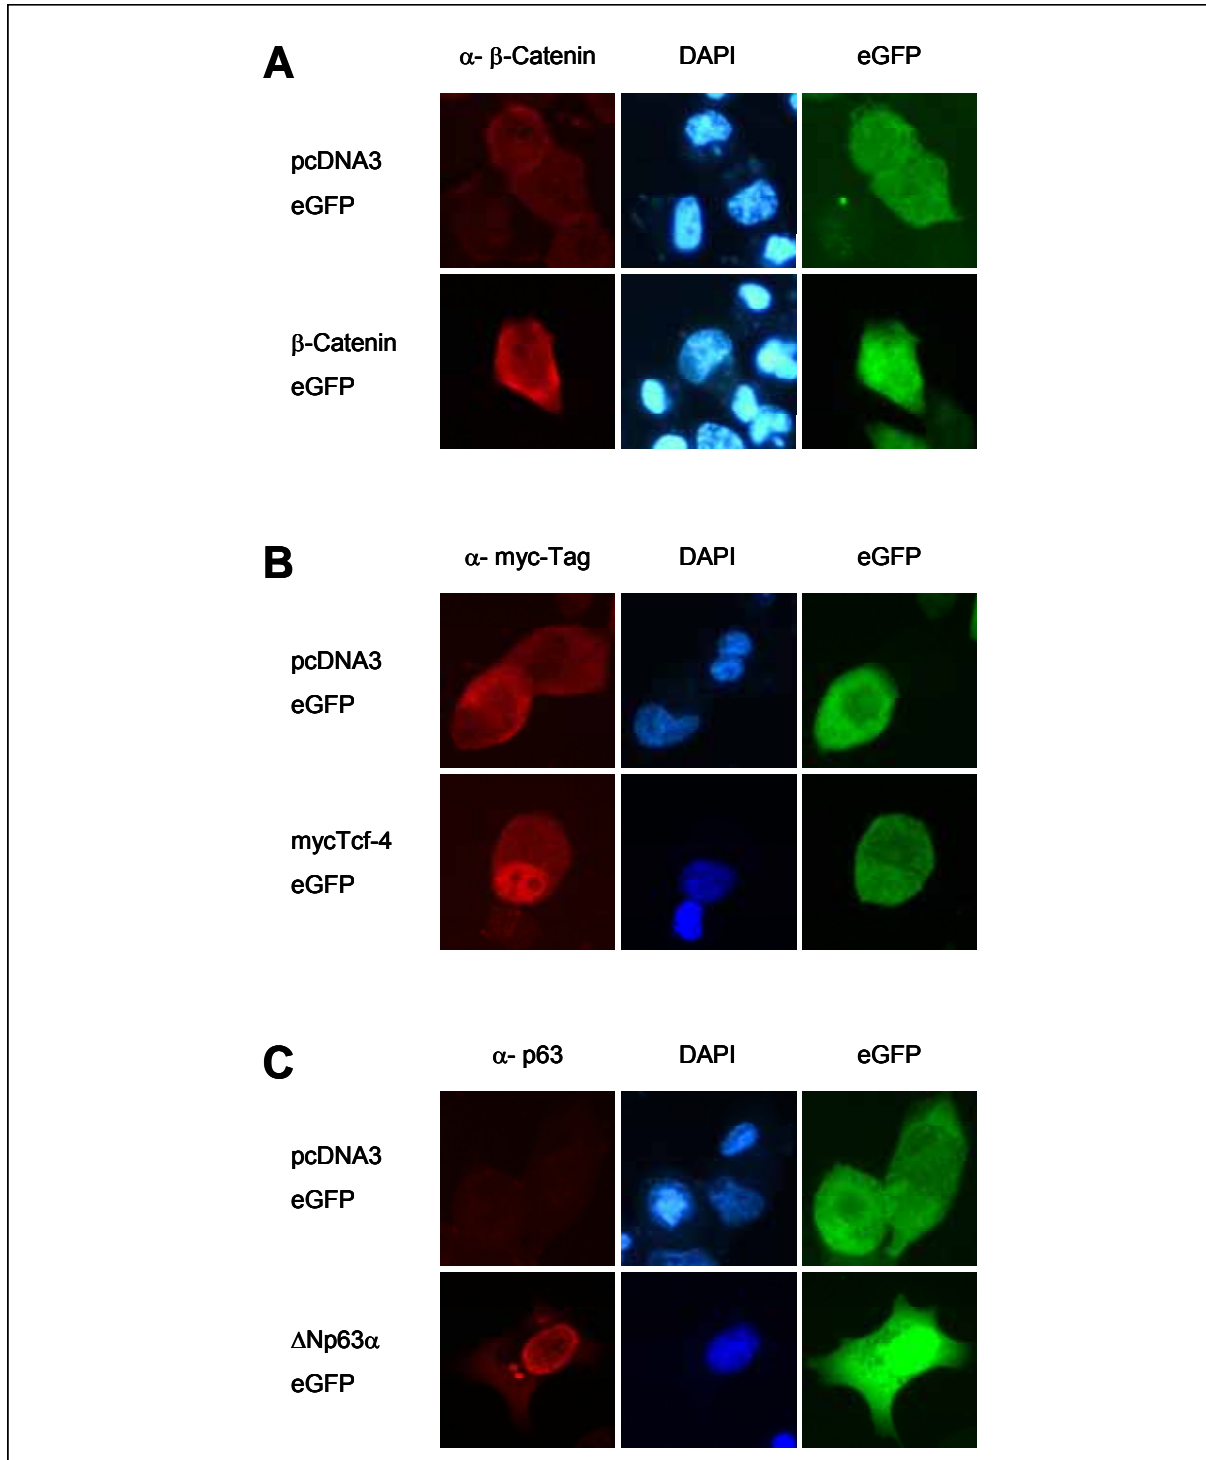 A
α- β-Catenin DAPI eGFP
pcDNA3
eGFP
β-Catenin
eGFP
B
α- myc-Tag DAPI eGFP
pcDNA3
eGFP
mycTcf-4
eGFP
C
α- p63 DAPI eGFP
pcDNA3
eGFP
ΔNp63α
eGFP